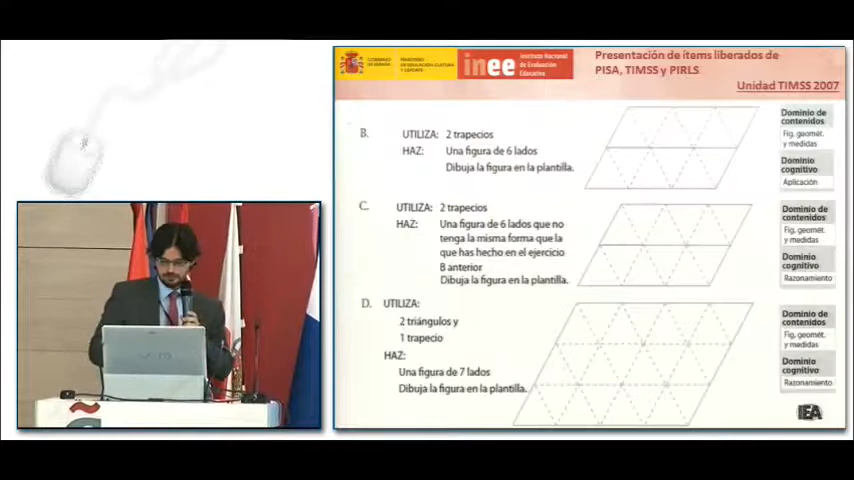 GOBIERNO
DE ESPAÑA
MINISTERIO
DE EDUCACIÓN, CULTURA
Y DEPORTE
inee
Instituto Nacional
de Evaluación
Educativa
Presentación de ítems liberados de
PISA, TIMSS y PIRLS
Unidad TIMSS 2007
B.
UTILIZA: 2 trapecios
HAZ: Una figura de 6 lados
Dibuja la figura en la plantilla.
Dominio de
contenidos
Fig. geomét.
y medidas
Dominio
cognitivo
Aplicación
C.
UTILIZA: 2 trapecios
HAZ: Una figura de 6 lados que no
tenga la misma forma que la
que has hecho en el ejercicio
B anterior
Dibuja la figura en la plantilla.
Dominio de
contenidos
Fig. geomét.
y medidas
Dominio
cognitivo
Razonamiento
D. UTILIZA:
2 triángulos y
1 trapecio
HAZ:
Una figura de 7 lados
Dibuja la figura en la plantilla.
Dominio de
contenidos
Fig. geomét.
y medidas
Dominio
cognitivo
Razonamiento
IEA
VAIO